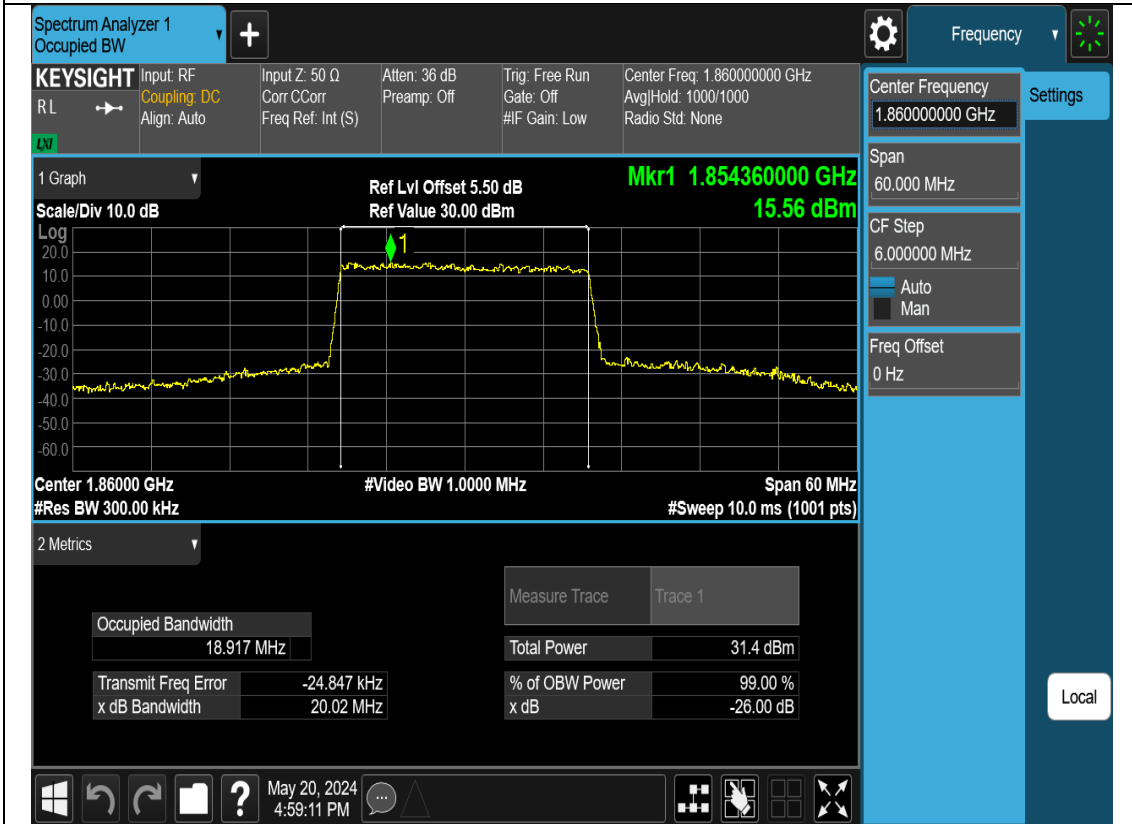 Spectrum Analyzer 1
Occupied BW
Frequency
KEYSIGHT
RL
LXI
Input: RF
Coupling: DC
Align: Auto
Input Z: 50 Ω
Corr CCorr
Freq Ref: Int (S)
Atten: 36 dB
Preamp: Off
Trig: Free Run
Gate: Off
#IF Gain: Low
Center Freq: 1.860000000 GHz
Avg|Hold: 1000/1000
Radio Std: None
1 Graph
Scale/Div 10.0 dB
Ref Lvl Offset 5.50 dB
Ref Value 30.00 dBm
Mkr1 1.854360000 GHz
15.56 dBm
Log
20.0
10.0
0.00
-10.0
-20.0
-30.0
-40.0
-50.0
-60.0
1
Center 1.86000 GHz
#Res BW 300.00 kHz
#Video BW 1.0000 MHz
Span 60 MHz
#Sweep 10.0 ms (1001 pts)
2 Metrics
Measure Trace Trace 1
Occupied Bandwidth
18.917 MHz
Total Power 31.4 dBm
Transmit Freq Error -24.847 kHz
% of OBW Power 99.00 %
x dB Bandwidth 20.02 MHz
x dB -26.00 dB
May 20, 2024
4:59:11 PM
Center Frequency
1.860000000 GHz
Settings
Span
60.000 MHz
CF Step
6.000000 MHz
Auto
Man
Freq Offset
0 Hz
Local